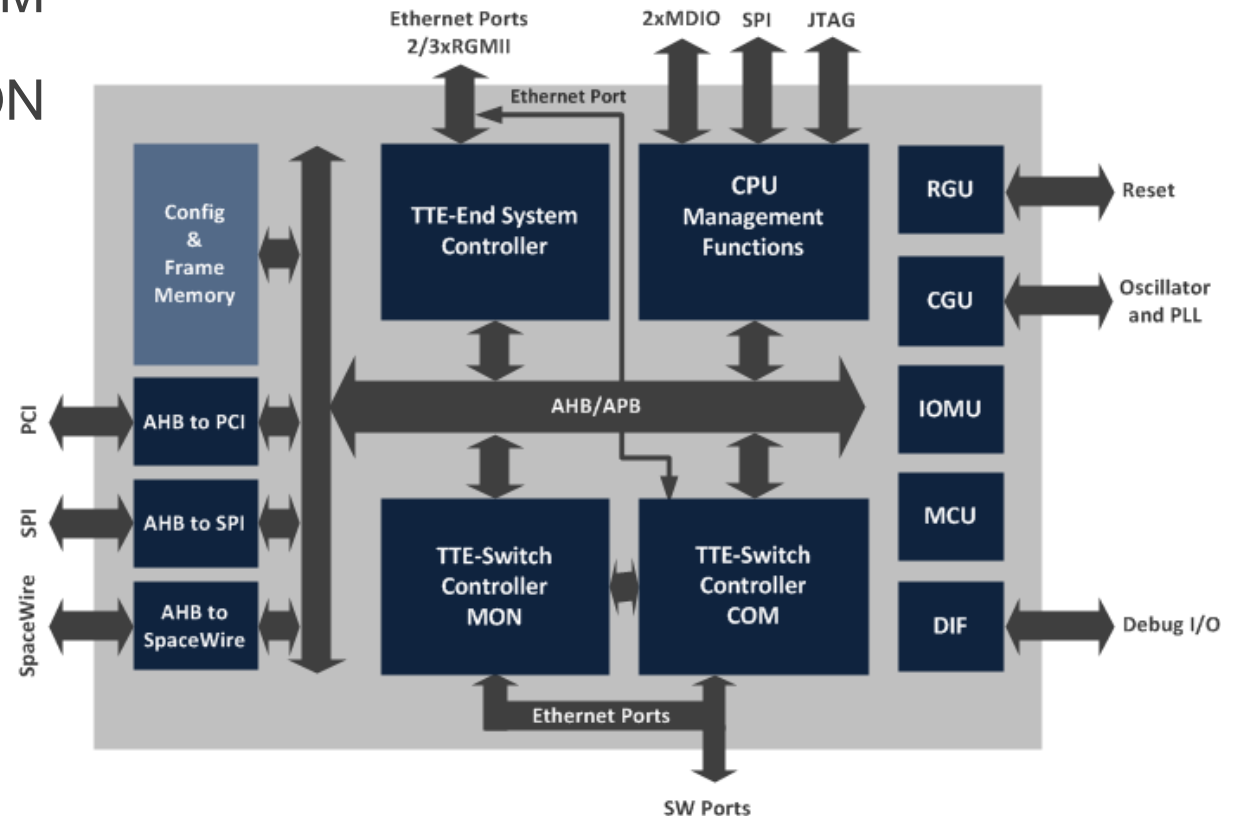 M
ON
Ethernet Ports
2/3xRGMII
2xMDIO
SPI
JTAG
Ethernet Port
Config
&
Frame
Memory
TTE-End System
Controller
CPU
Management
Functions
RGU
Reset
CGU
Oscillator
and PLL
AHB/APB
IOMU
PCI
AHB to PCI
SPI
AHB to SPI
MCU
SpaceWire
AHB to
SpaceWire
TTE-Switch
Controller
MON
TTE-Switch
Controller
COM
DIF
Debug I/O
Ethernet Ports
SW Ports